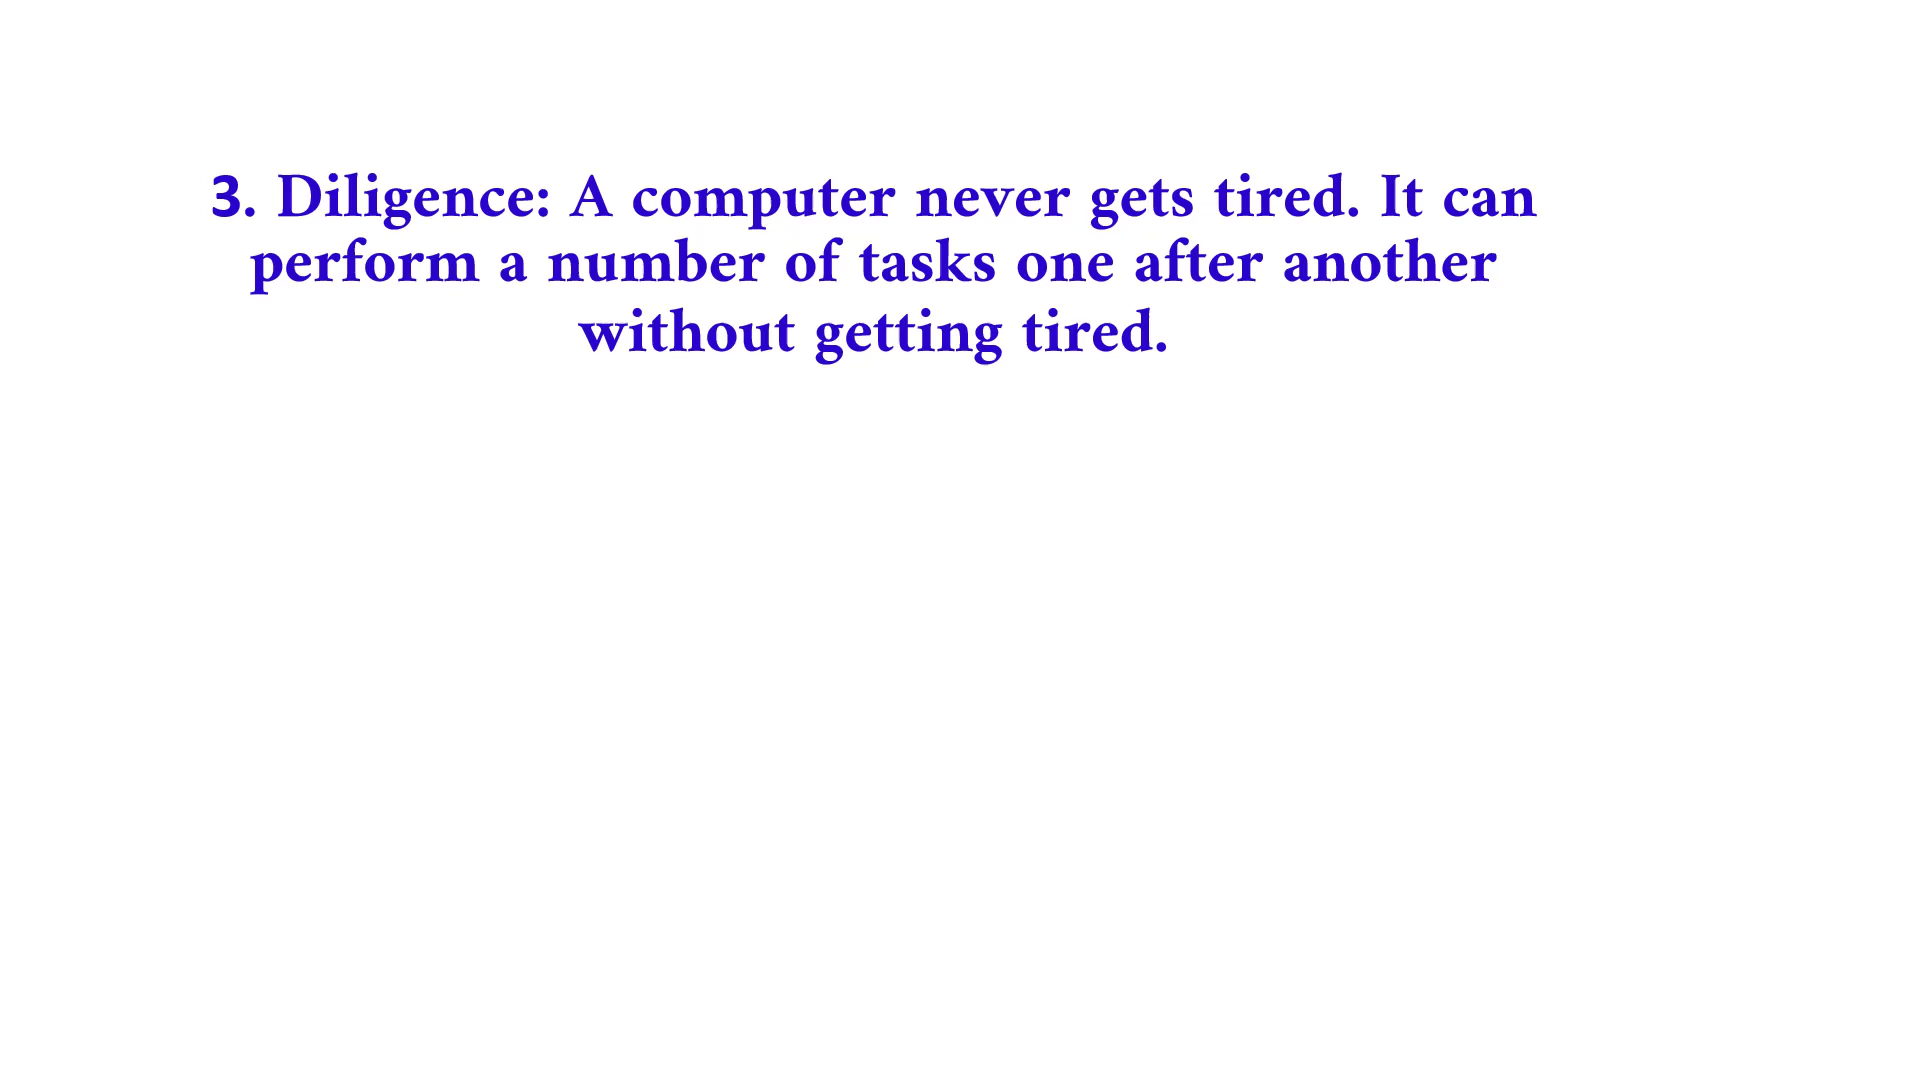 3. Diligence: A computer never gets tired. It can
perform a number of tasks one after another
without getting tired.